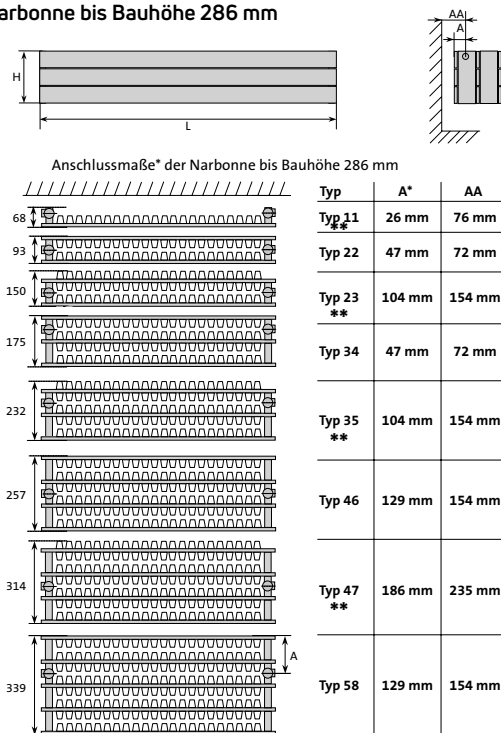 arbonne bis Bauhöhe 286 mm
AA
A
H
L
Anschlussmaße* der Narbonne bis Bauhöhe 286 mm
Typ A* AA
68 Typ 11 ** 26 mm 76 mm
93 Typ 22 47 mm 72 mm
150 Typ 23 ** 104 mm 154 mm
175 Typ 34 47 mm 72 mm
232 Typ 35 ** 104 mm 154 mm
257 Typ 46 129 mm 154 mm
314 Typ 47 ** 186 mm 235 mm
A
339 Typ 58 129 mm 154 mm